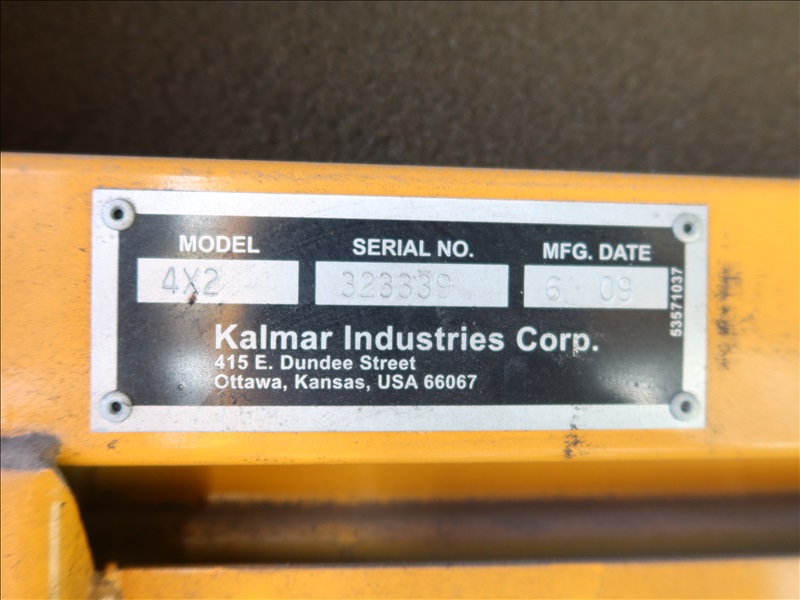 MODEL SERIAL NO. MFG. DATE
4X2 323339 6 09
53571037
Kalmar Industries Corp.
415 E. Dundee Street
Ottawa, Kansas, USA 66067